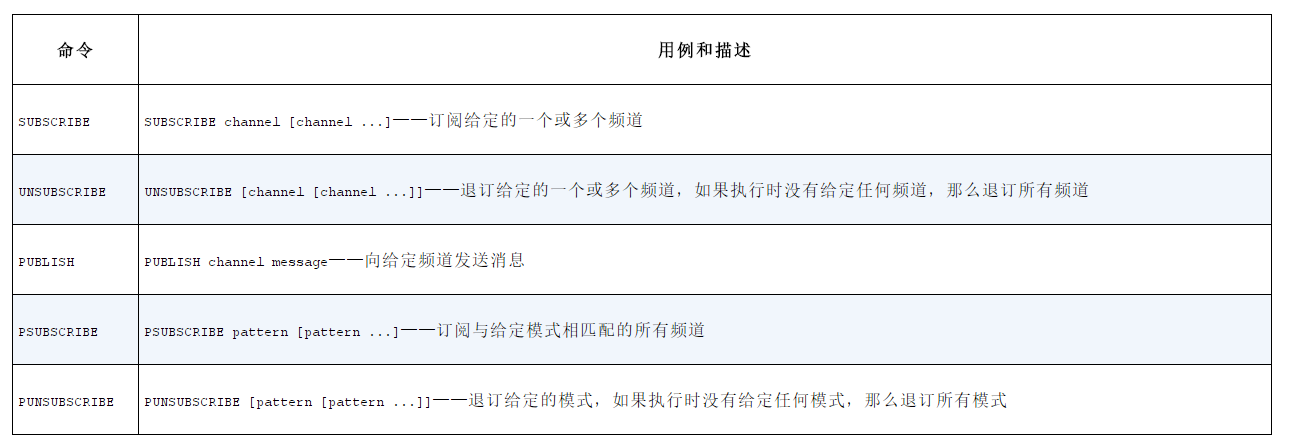 命令 用例和描述
SUBSCRIBE SUBSCRIBE channel [channel ...]——订阅给定的一个或多个频道
UNSUBSCRIBE UNSUBSCRIBE [channel [channel ...]]——退订给定的一个或多个频道，如果执行时没有给定任何频道，那么退订所有频道
PUBLISH PUBLISH channel message——向给定频道发送消息
PSUBSCRIBE PSUBSCRIBE pattern [pattern ...]——订阅与给定模式相匹配的所有频道
PUNSUBSCRIBE PUNSUBSCRIBE [pattern [pattern ...]]——退订给定的模式，如果执行时没有给定任何模式，那么退订所有模式